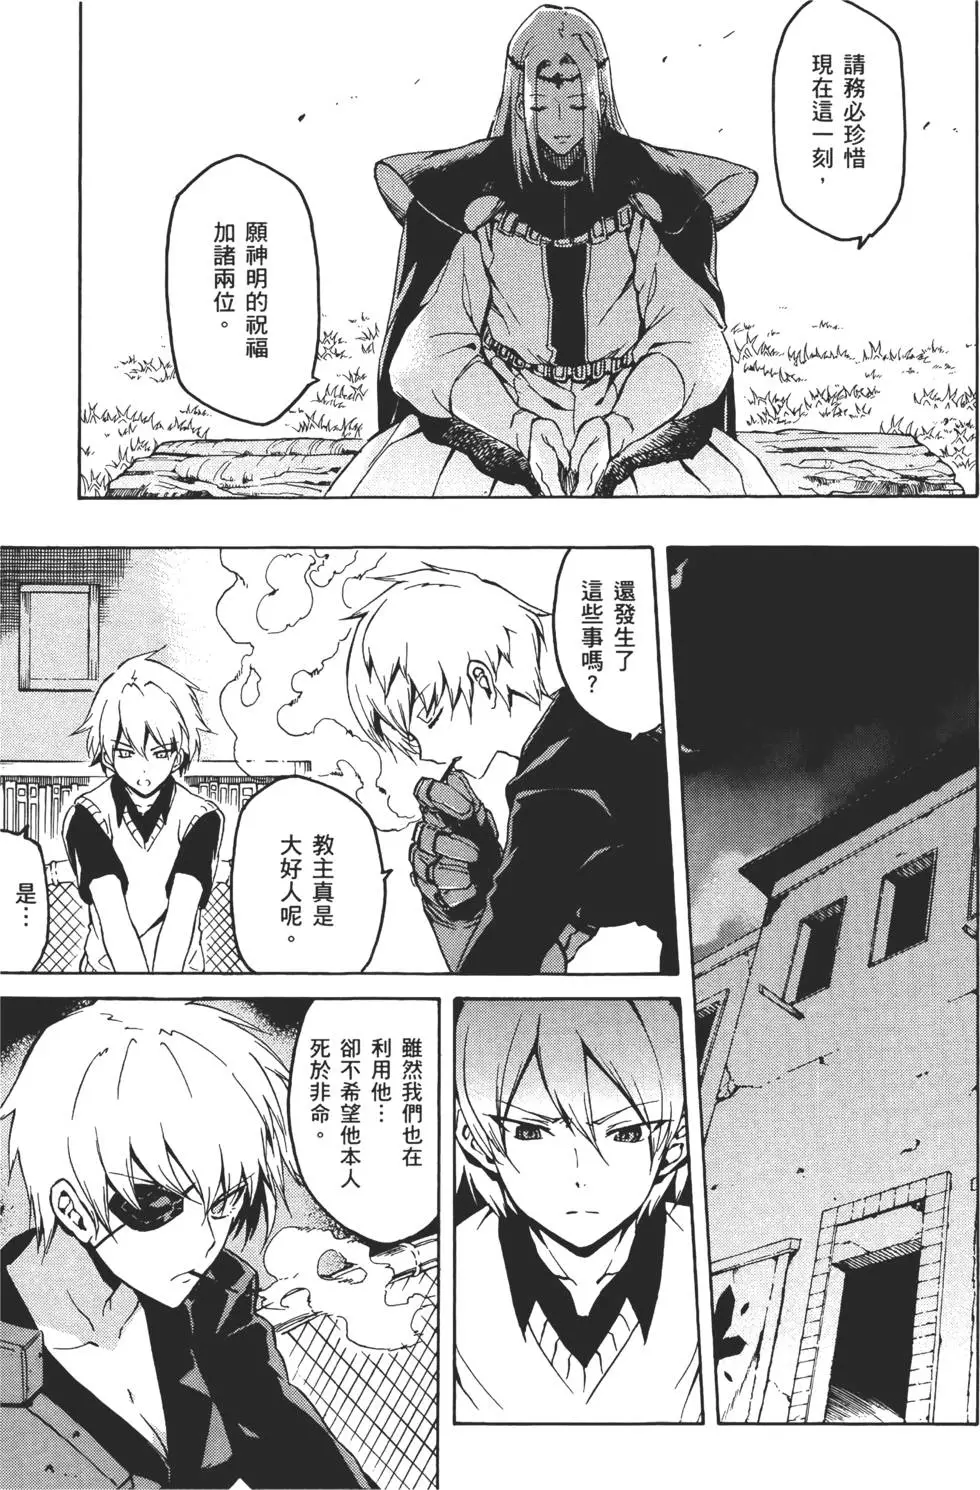 請務必珍惜
現在這一刻，
願神明的祝福
加諸兩位。
還發生了
這些事嗎？
教主真是
大好人呢。
是…
雖然我們也在
利用他…
卻不希望他本人
死於非命。